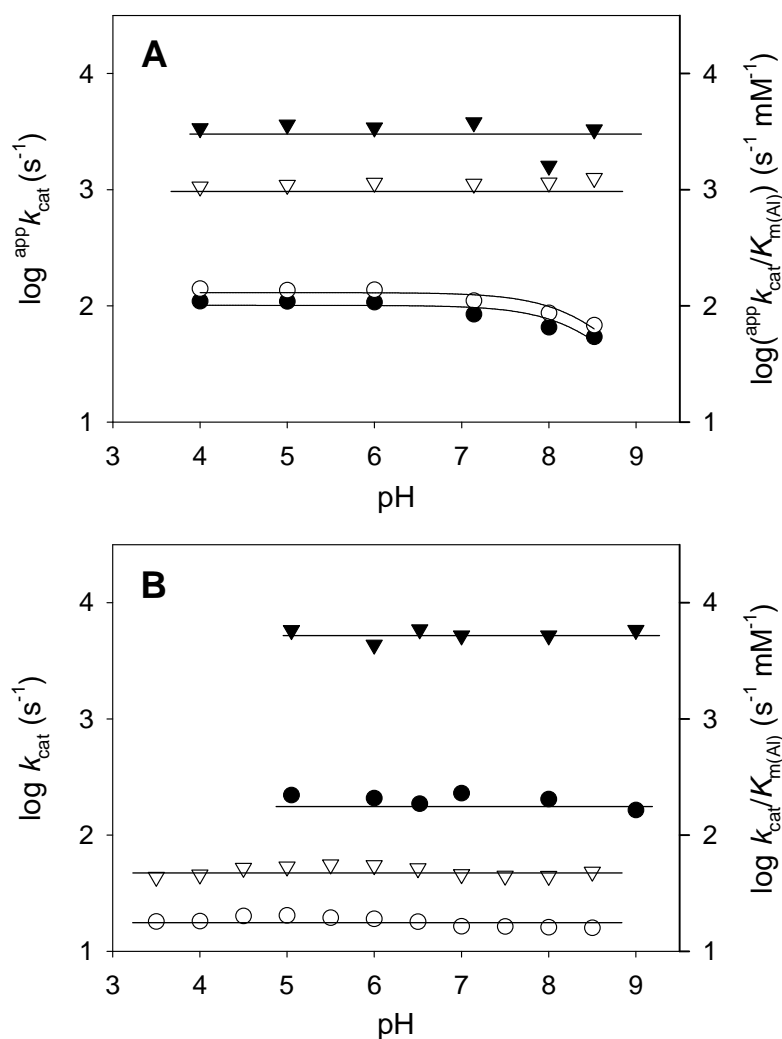 A
4
3
2
1
log ᵃᵖᵖkcat (s⁻¹)
4
3
2
1
log(ᵃᵖᵖkcat/Km(Al)) (s⁻¹ mM⁻¹)
3 4 5 6 7 8 9
pH
B
4
3
2
1
log kcat (s⁻¹)
4
3
2
1
log kcat/Km(Al) (s⁻¹ mM⁻¹)
3 4 5 6 7 8 9
pH